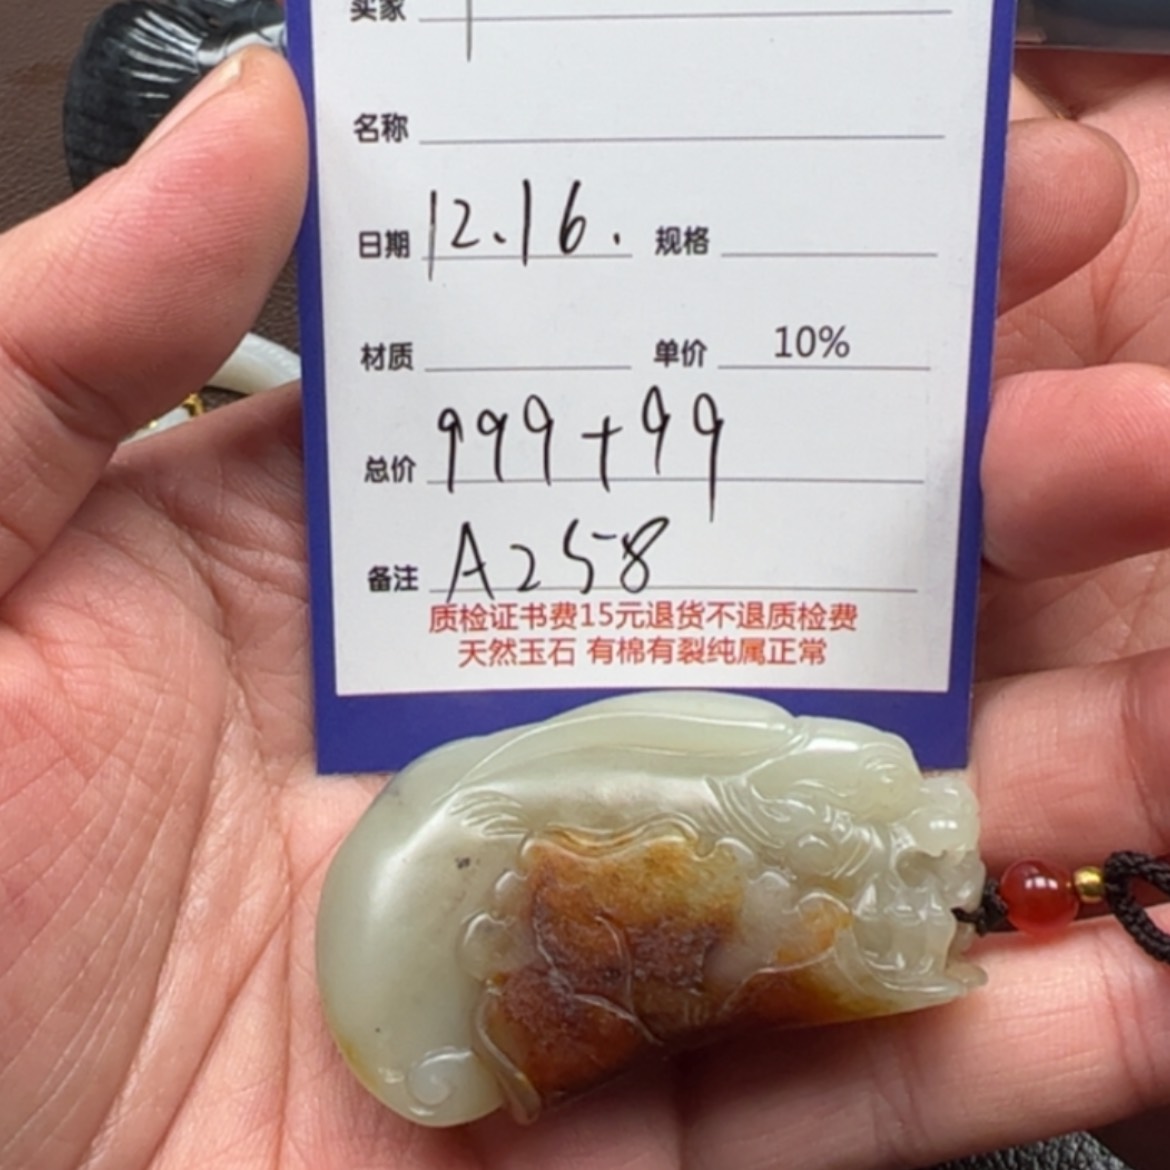 买家
名称
日期 12.16. 规格
材质 单价 10%
总价 999+99
备注 A258
质检证书费15元退货不退质检费
天然玉石 有棉有裂纯属正常